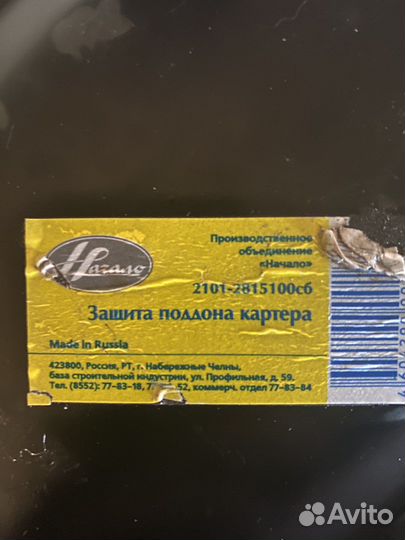 Начало
Производственное
объединение
«Начало»
2101-2815100сб
Защита поддона картера
Made in Russia
423800, Россия, РТ, г. Набережные Челны,
база строительной индустрии, ул. Профильная, д. 59.
Тел. (8552): 77-83-18, 52, коммерч. отдел 77-83-84
Avito